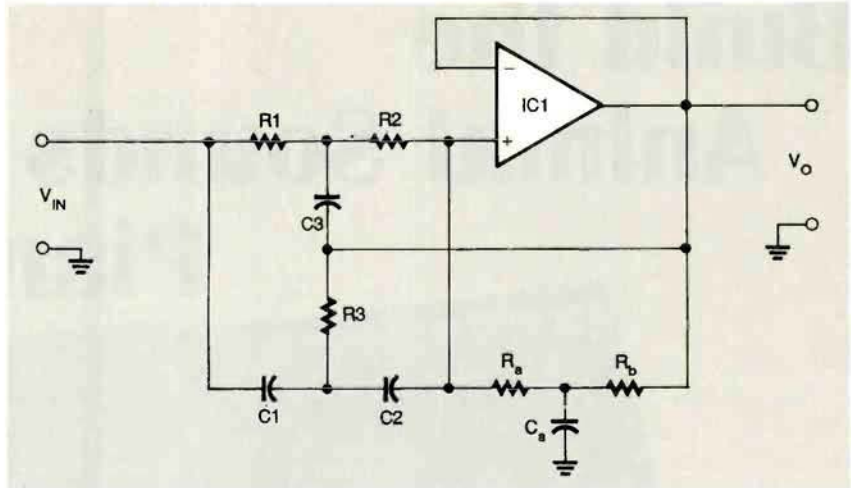 IC1
−
+
R1
R2
V_IN
V_O
C3
R3
C1
C2
R_a
R_b
C_a